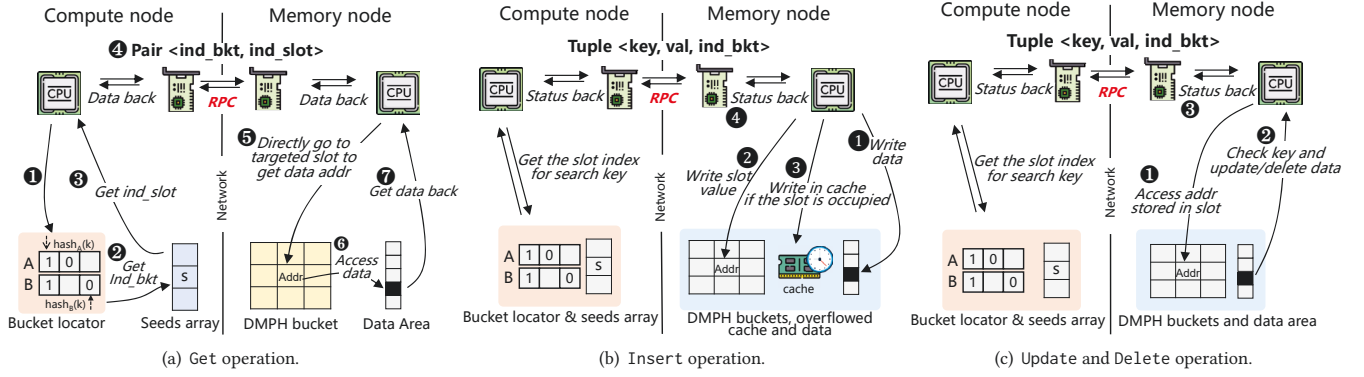 Compute node
Memory node
❹ Pair <ind_bkt, ind_slot>
CPU
Data back
RPC
Data back
CPU
❶
❸
Get ind_slot
❺
Directly go to
targeted slot to
get data addr
❼
Get data back
Network
hash_A(k)
A 1 0
B 1 0
hash_B(k)
❷
Get
Ind_bkt
S
Addr
❻
Access
data
Bucket locator
Seeds array
DMPH bucket
Data Area
(a) Get operation.
Compute node
Memory node
Tuple <key, val, ind_bkt>
CPU
Status back
RPC
Status back
CPU
❹
Get the slot index
for search key
❷
Write slot
value
❸
Write in cache
if the slot is occupied
❶
Write
data
Network
A 1 0
B 1 0
S
Addr
cache
Bucket locator & seeds array
DMPH buckets, overflowed
cache and data
(b) Insert operation.
Compute node
Memory node
Tuple <key, val, ind_bkt>
CPU
Status back
RPC
Status back
CPU
❸
Get the slot index
for search key
❷
Check key and
update/delete data
❶
Access addr
stored in slot
Network
A 1 0
B 1 0
S
Addr
Bucket locator & seeds array
DMPH buckets and data area
(c) Update and Delete operation.